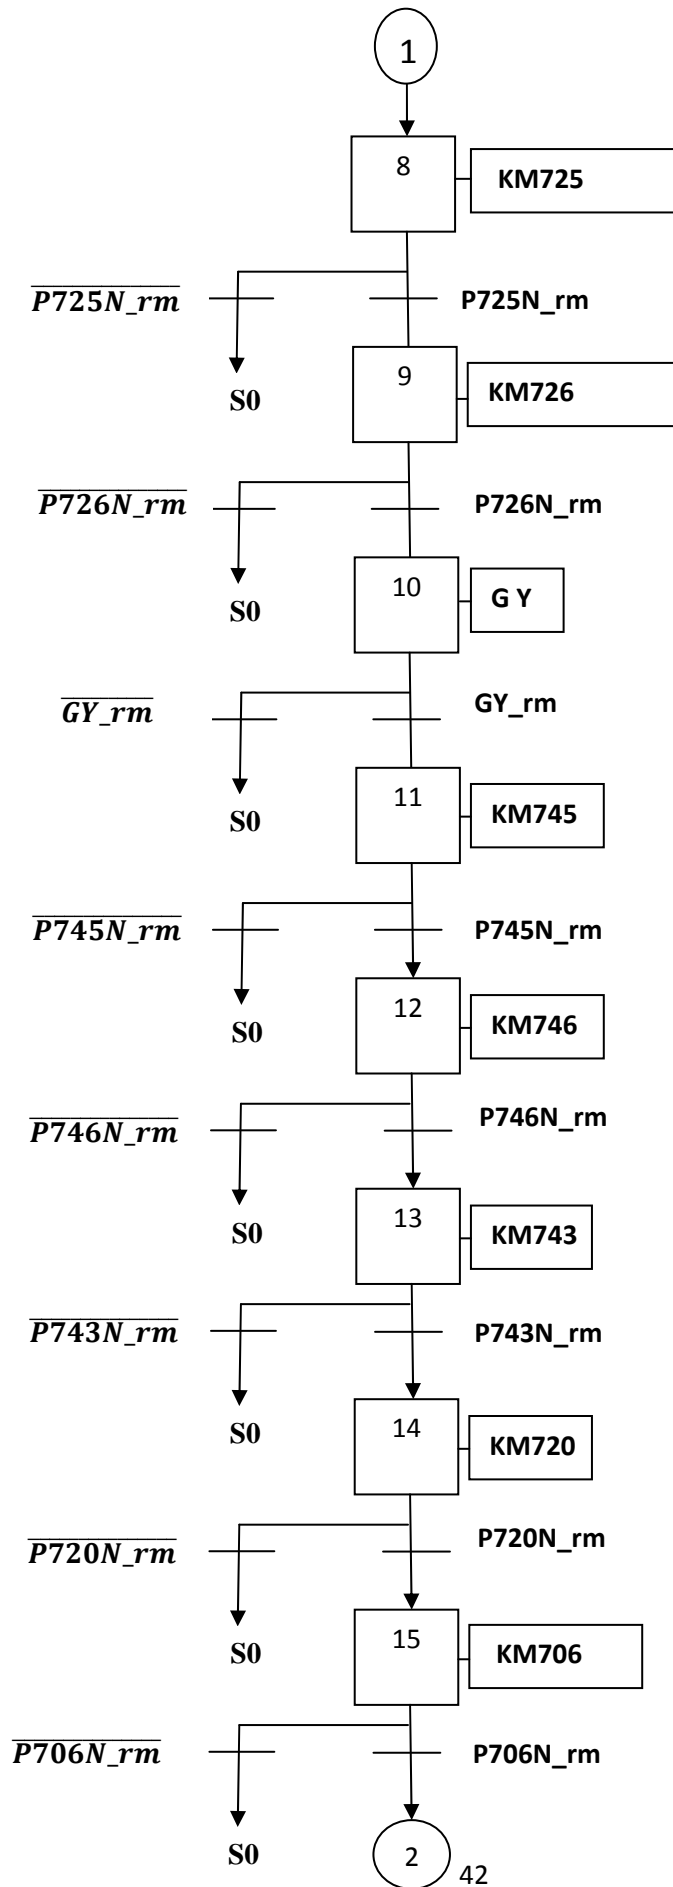 1
8
KM725
P725N_rm
P725N_rm
S0
9
KM726
P726N_rm
P726N_rm
S0
10
G Y
GY_rm
GY_rm
S0
11
KM745
P745N_rm
P745N_rm
S0
12
KM746
P746N_rm
P746N_rm
S0
13
KM743
P743N_rm
P743N_rm
S0
14
KM720
P720N_rm
P720N_rm
S0
15
KM706
P706N_rm
P706N_rm
S0
2
42